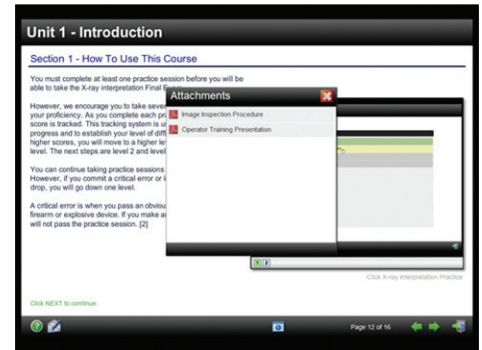 Unit 1 - Introduction
Section 1 - How To Use This Course
You must complete at least one practice session before you will be
able to take the X-ray interpretation Final
However, we encourage you to take
your proficiency. As you complete each
score is tracked. This tracking system is
progress and to establish your level of
higher scores, you will move to a higher
level. The next steps are level 2 and level
You can continue taking practice sessions
However, if you commit a critical error or
drop, you will go down one level.
A critical error is when you pass an
firearm or explosive device. If you make
will not pass the practice session. [2]
Attachments
Image Inspection Procedure
Operator Training Presentation
Click X-ray Interpretation Practice
Click NEXT to continue.
Page 12 of 16